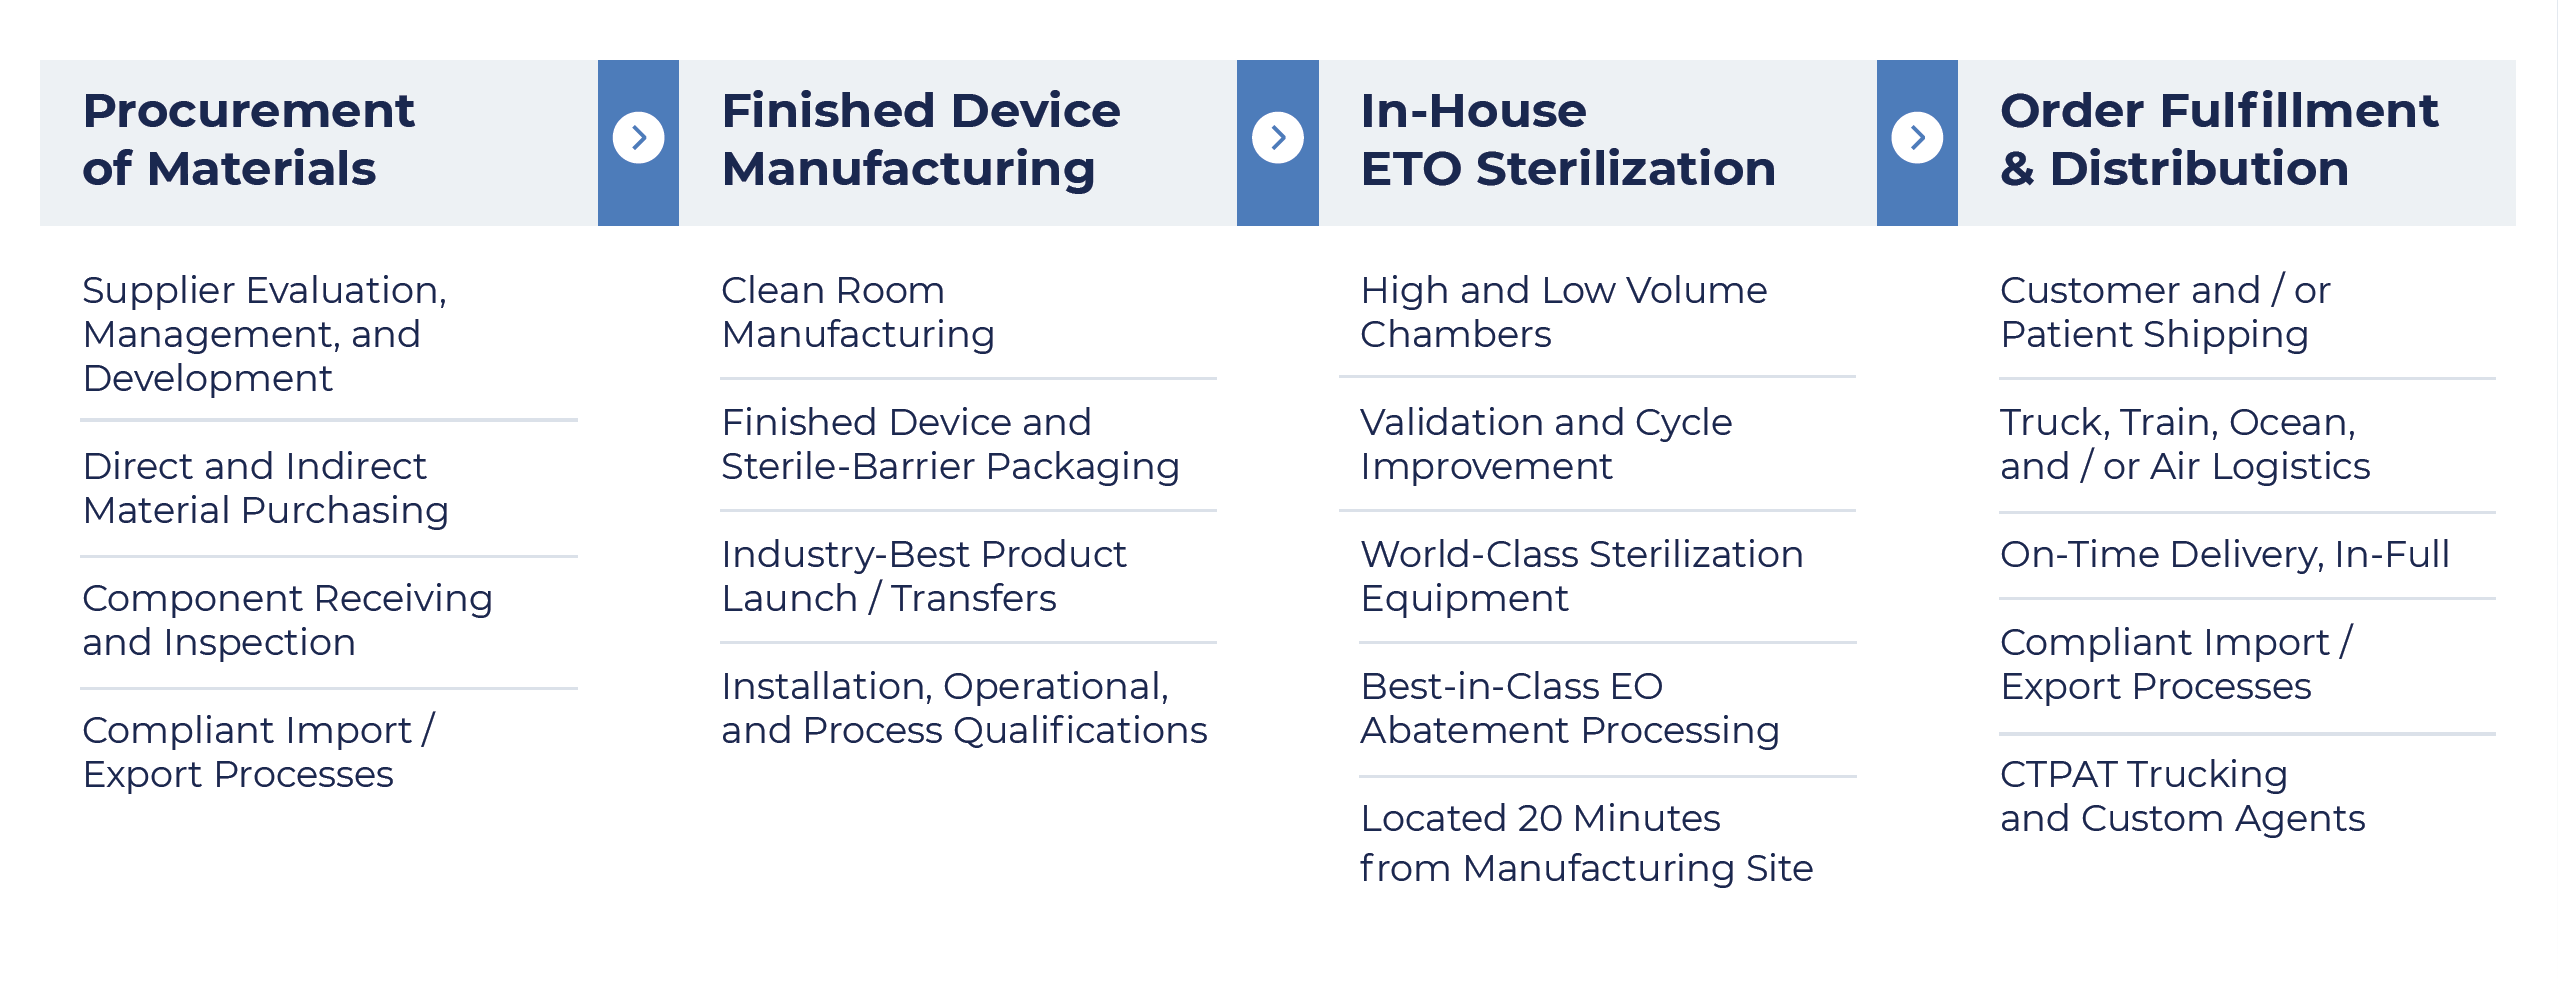 Procurement
of Materials
Supplier Evaluation,
Management, and
Development
Direct and Indirect
Material Purchasing
Component Receiving
and Inspection
Compliant Import /
Export Processes
Finished Device
Manufacturing
Clean Room
Manufacturing
Finished Device and
Sterile-Barrier Packaging
Industry-Best Product
Launch / Transfers
Installation, Operational,
and Process Qualifications
In-House
ETO Sterilization
High and Low Volume
Chambers
Validation and Cycle
Improvement
World-Class Sterilization
Equipment
Best-in-Class EO
Abatement Processing
Located 20 Minutes
from Manufacturing Site
Order Fulfillment
& Distribution
Customer and / or
Patient Shipping
Truck, Train, Ocean,
and / or Air Logistics
On-Time Delivery, In-Full
Compliant Import /
Export Processes
CTPAT Trucking
and Custom Agents